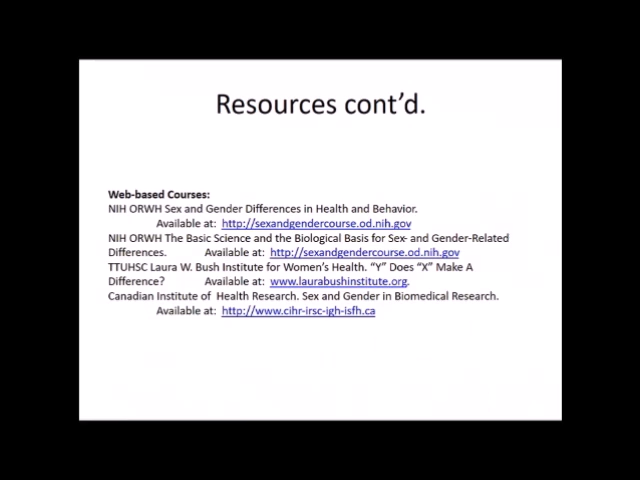 Resources cont’d.
Web-based Courses:
NIH ORWH Sex and Gender Differences in Health and Behavior.
Available at: http://sexandgendercourse.od.nih.gov
NIH ORWH The Basic Science and the Biological Basis for Sex- and Gender-Related
Differences. Available at: http://sexandgendercourse.od.nih.gov
TTUHSC Laura W. Bush Institute for Women’s Health. “Y” Does “X” Make A
Difference? Available at: www.laurabushinstitute.org.
Canadian Institute of Health Research. Sex and Gender in Biomedical Research.
Available at: http://www.cihr-irsc-igh-isfh.ca